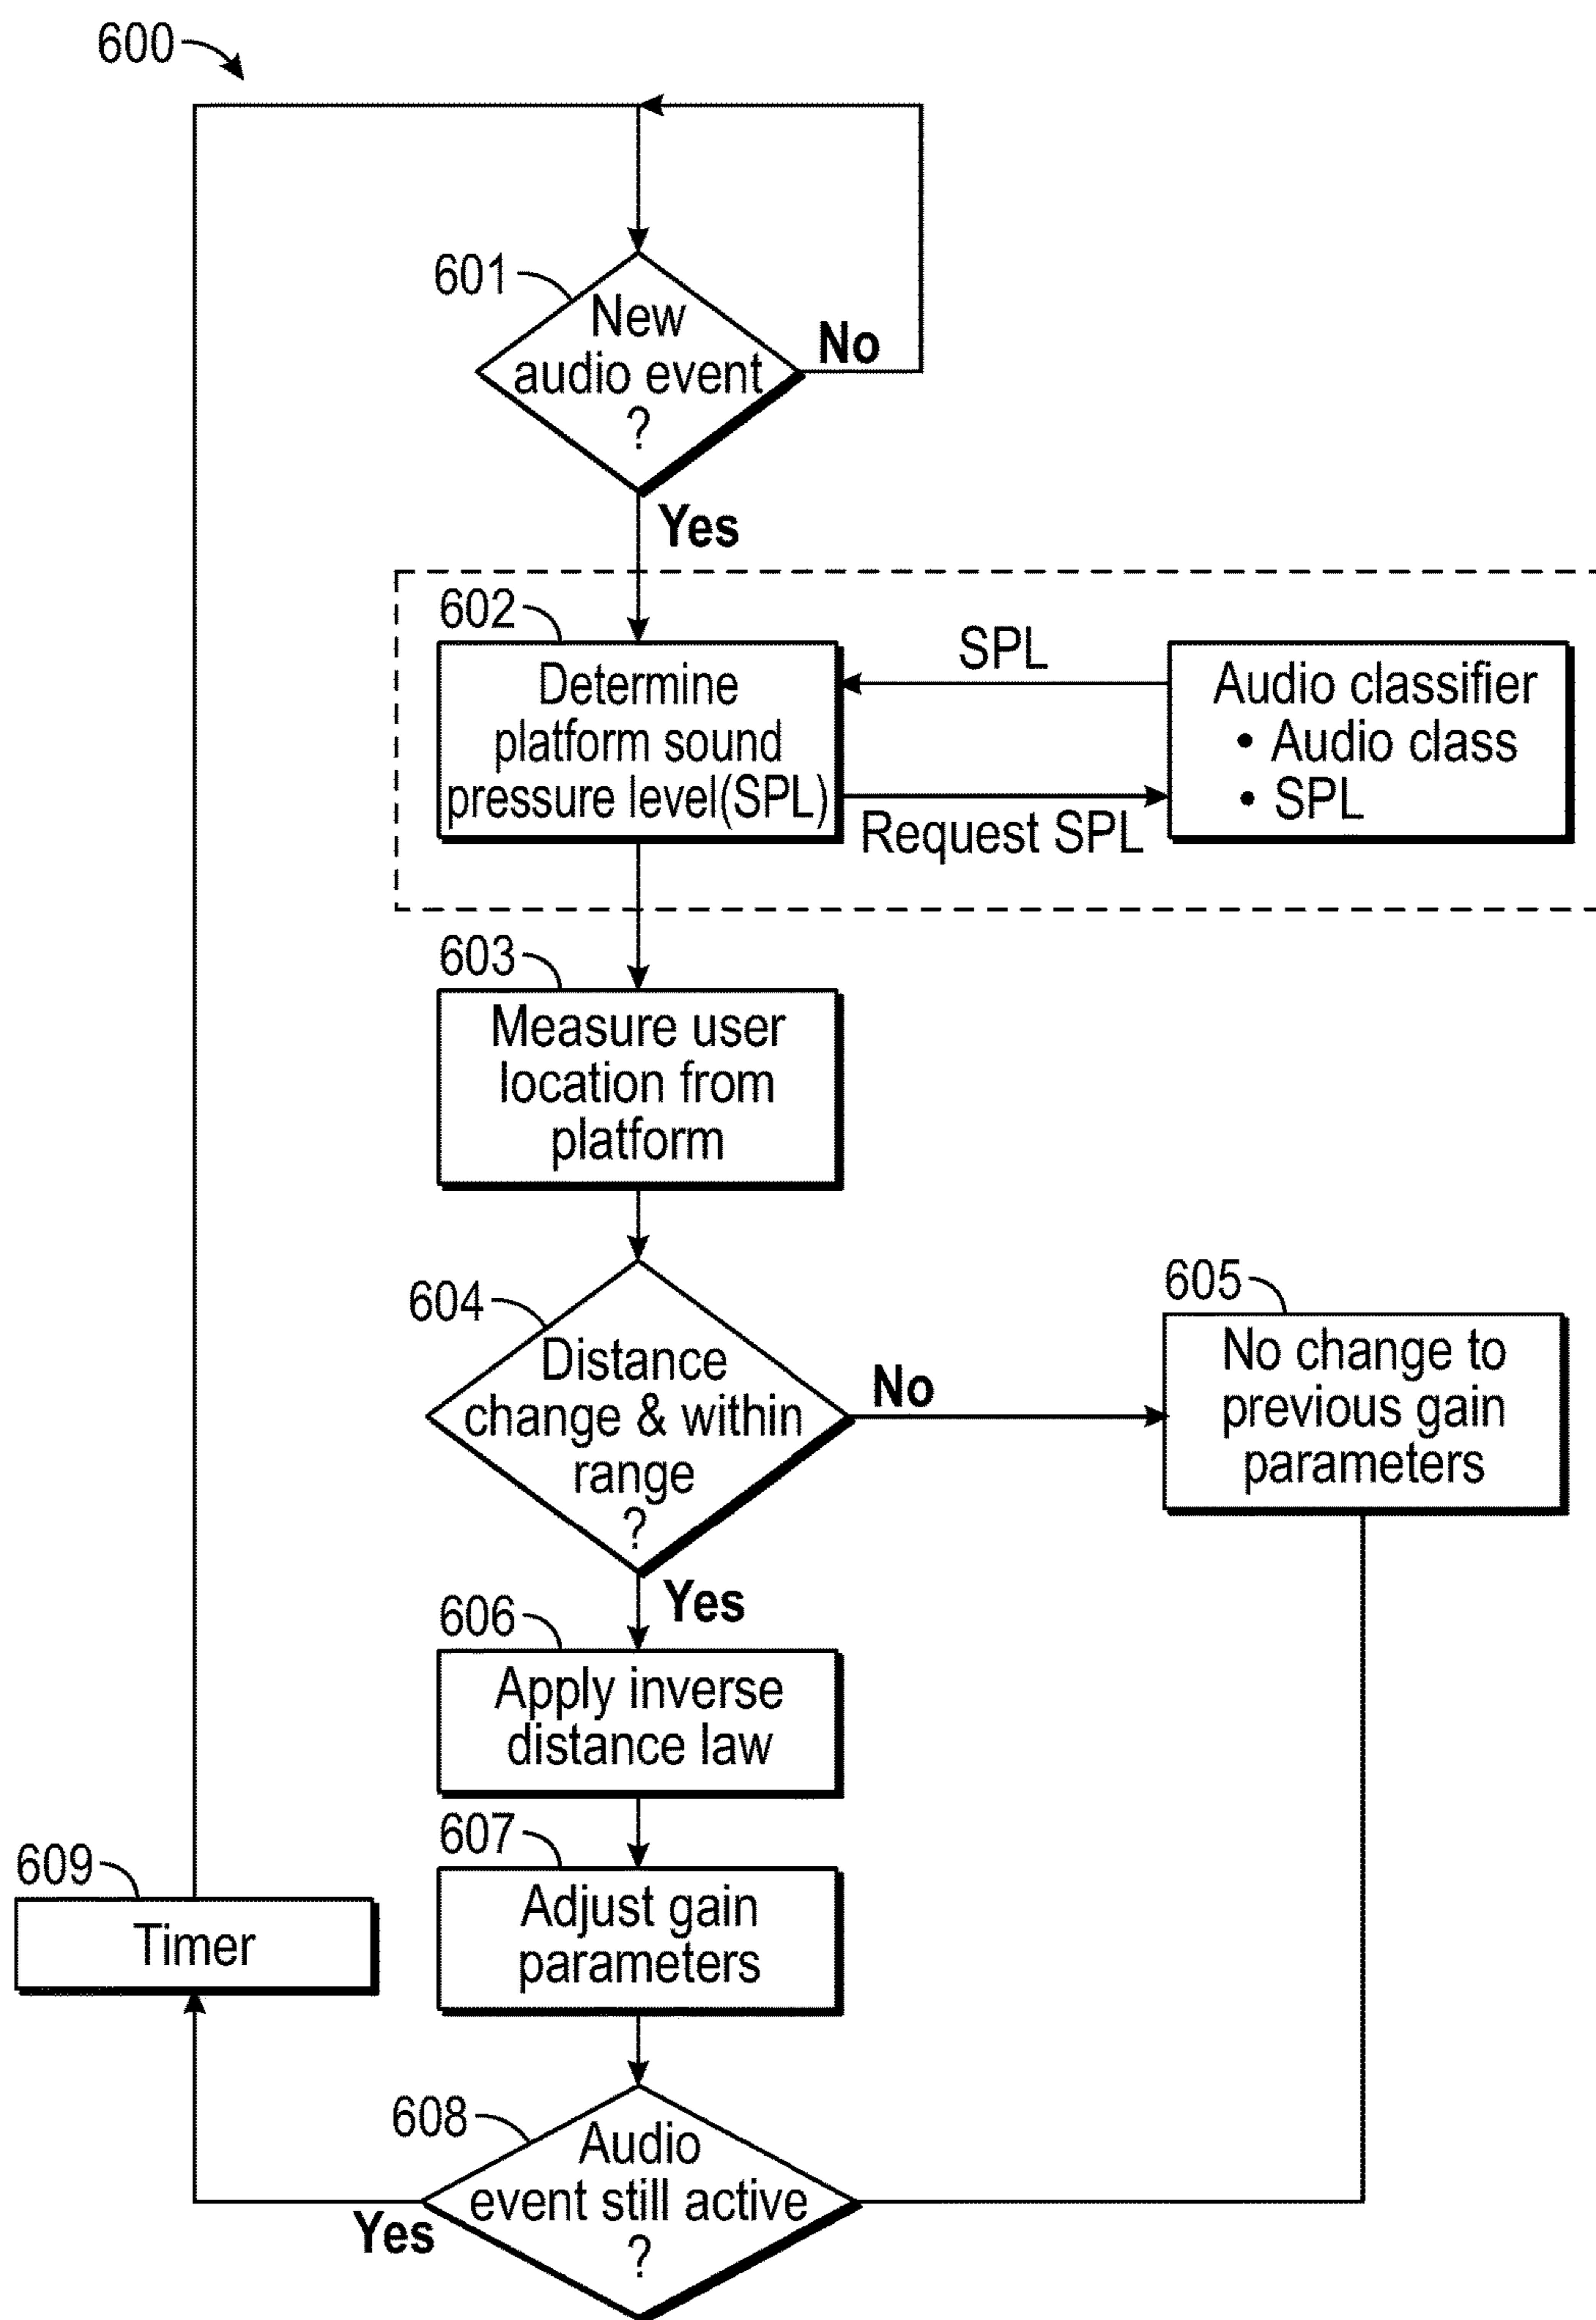 600
601
New
audio event
?
No
Yes
602
Determine
platform sound
pressure level(SPL)
SPL
Request SPL
Audio classifier
• Audio class
• SPL
603
Measure user
location from
platform
604
Distance
change & within
range
?
No
605
No change to
previous gain
parameters
Yes
606
Apply inverse
distance law
607
Adjust gain
parameters
609
Timer
608
Audio
event still active
?
Yes